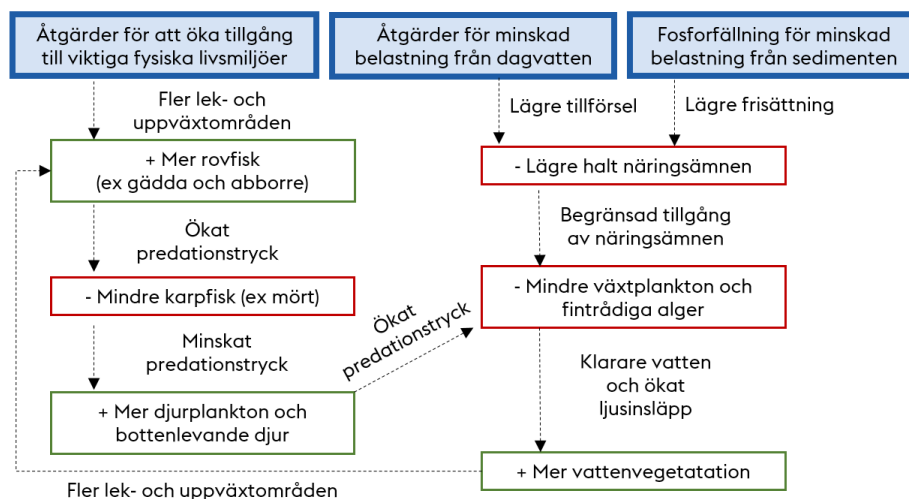 Åtgärder för att öka tillgång
till viktiga fysiska livsmiljöer
Åtgärder för minskad
belastning från dagvatten
Fosforfällning för minskad
belastning från sedimenten
Fler lek- och
uppväxtområden
Lägre tillförsel
Lägre frisättning
+ Mer rovfisk
(ex gädda och abborre)
- Lägre halt näringsämnen
Ökat
predationstryck
Begränsad tillgång
av näringsämnen
- Mindre karpfisk (ex mört)
- Mindre växtplankton och
fintrådiga alger
Minskat
predationstryck
Ökat
predationstryck
Klarare vatten
och ökat
ljusinsläpp
+ Mer djurplankton och
bottenlevande djur
+ Mer vattenvegetatation
Fler lek- och uppväxtområden